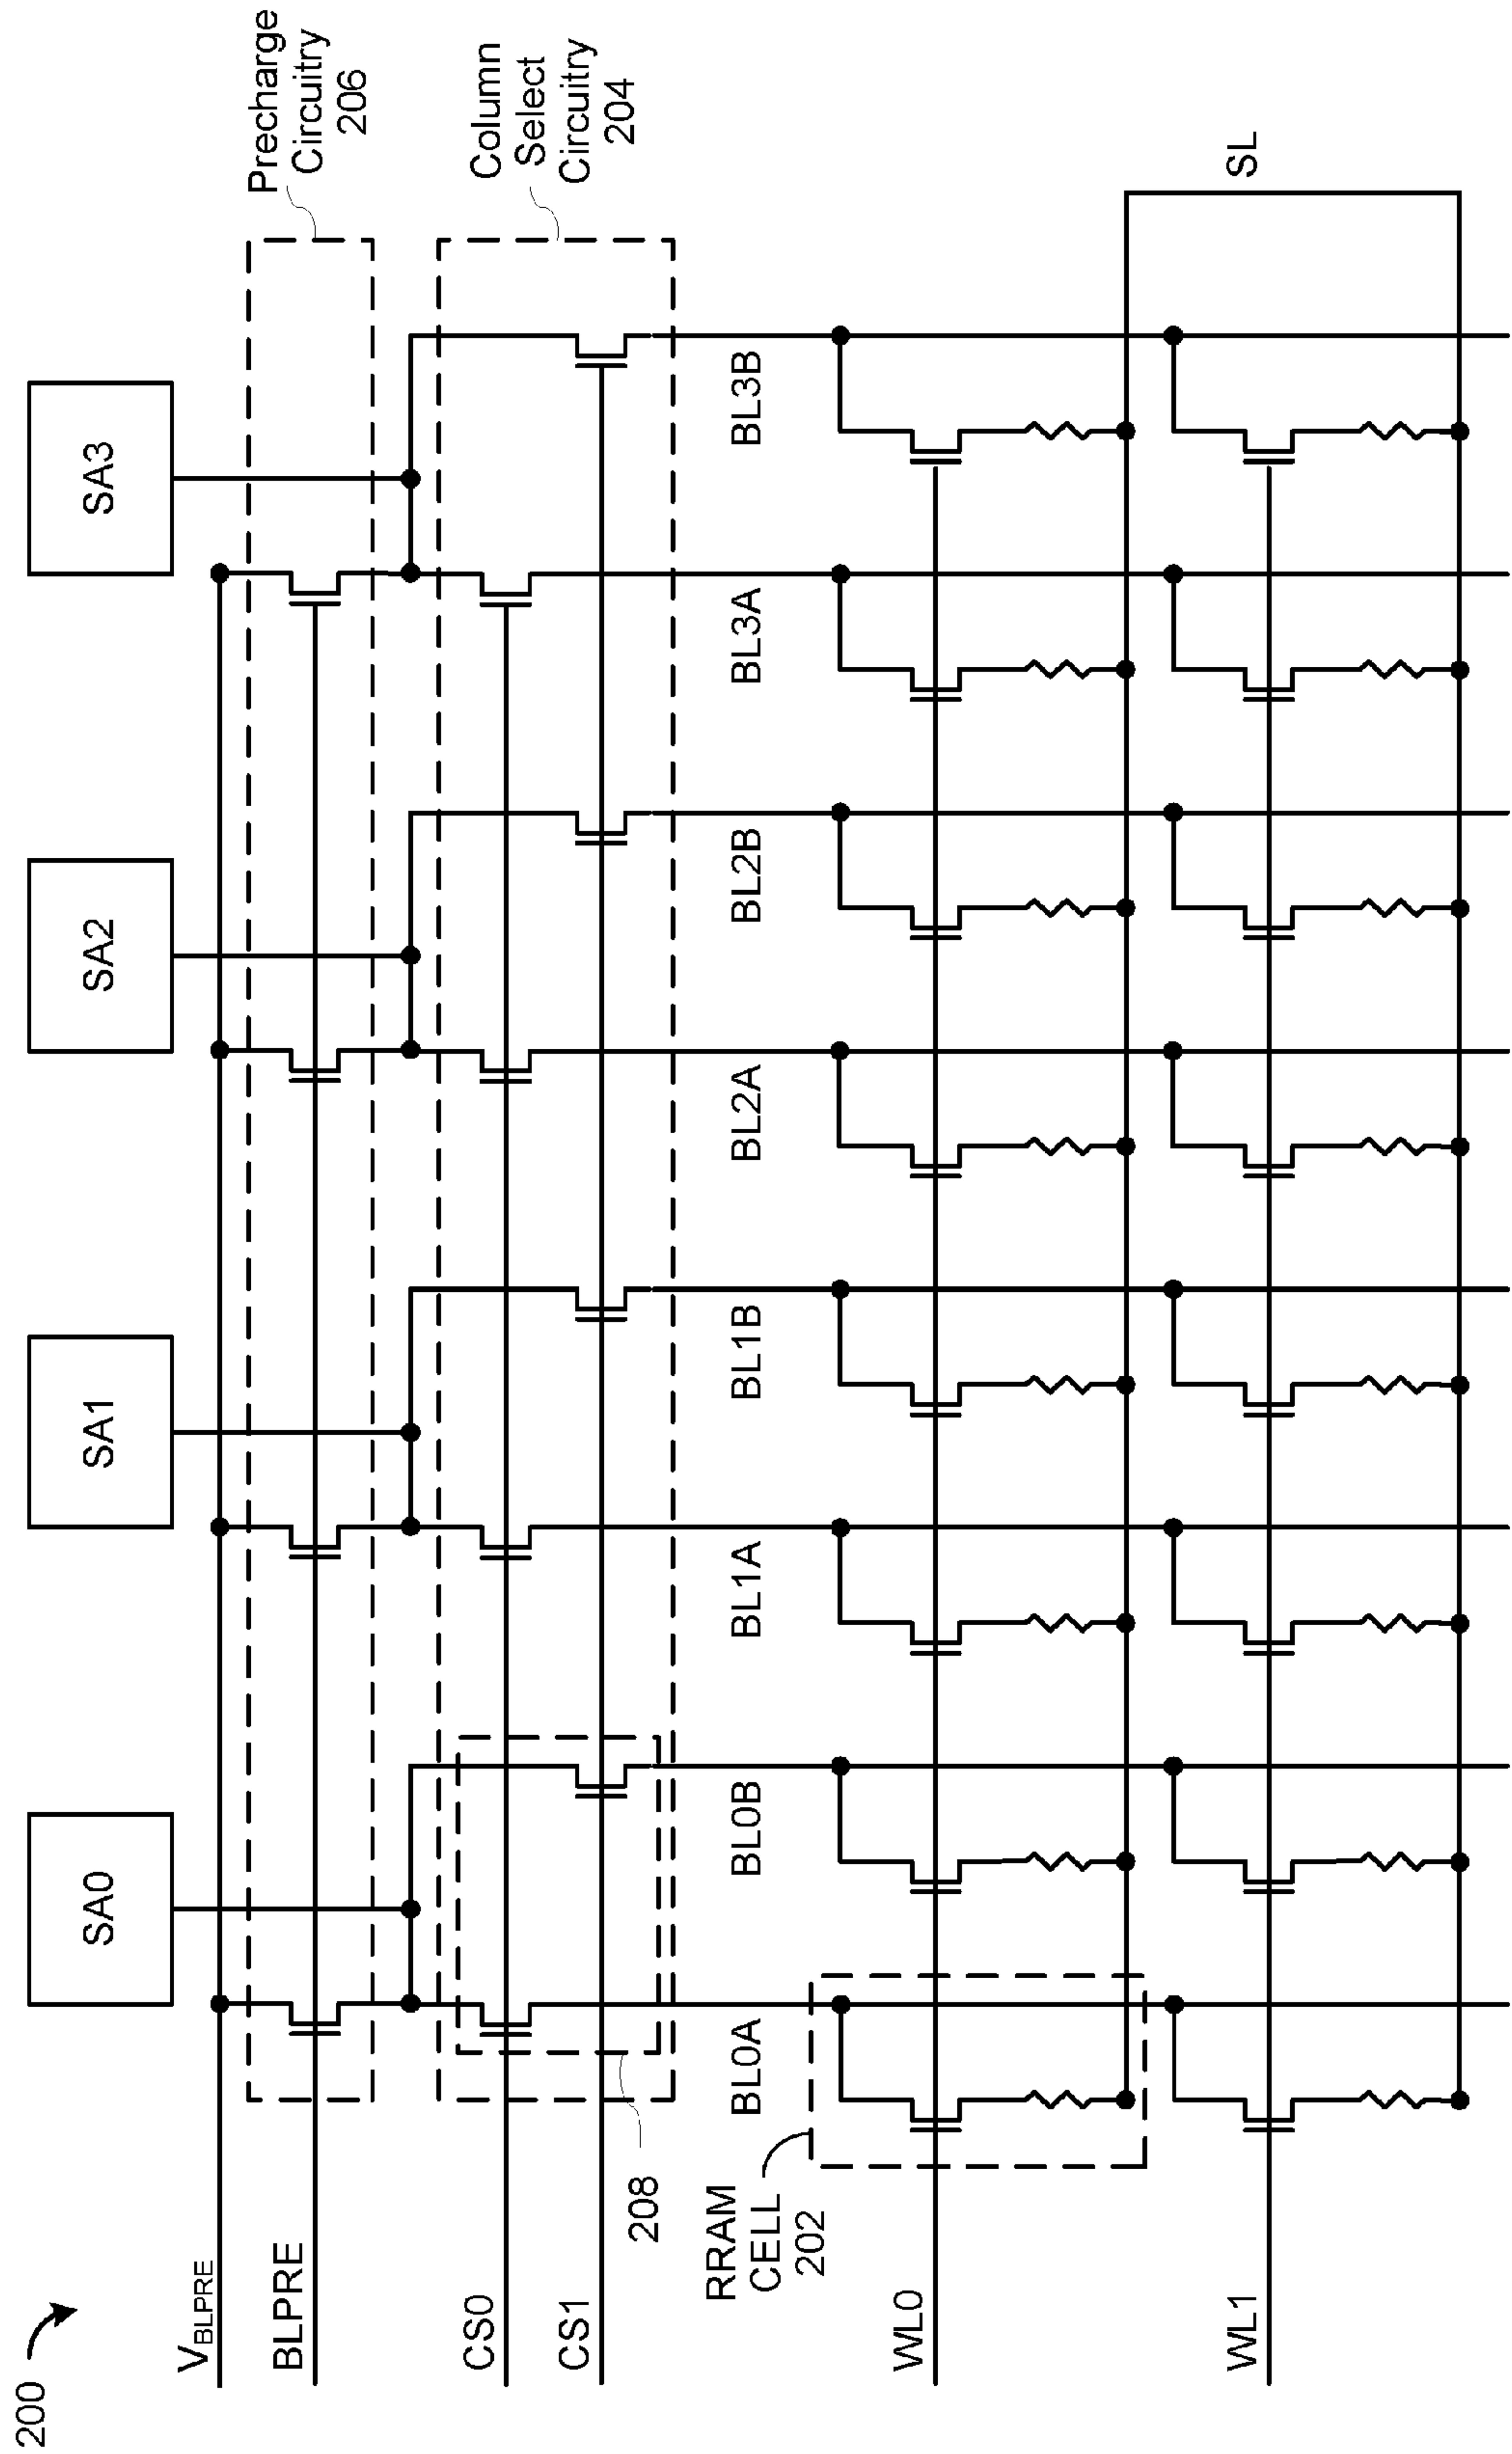 200
SA0
SA1
SA2
SA3
Precharge
Circuitry
206
VBLPRE
BLPRE
Column
Select
Circuitry
204
CS0
CS1
208
BL0A
BL0B
BL1A
BL1B
BL2A
BL2B
BL3A
BL3B
RRAM
CELL
202
WL0
WL1
SL